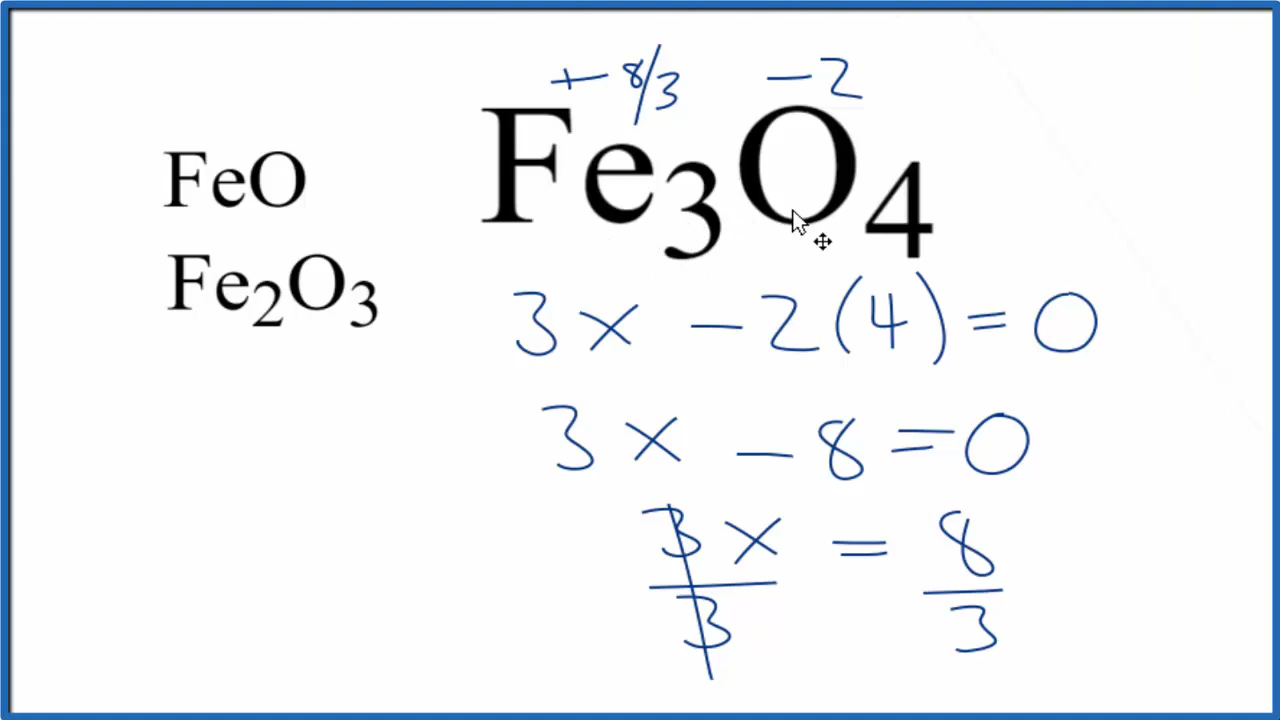 +8/3 -2
Fe₃O₄
FeO
Fe₂O₃
3x - 2(4) = 0
3x - 8 = 0
3x = 8
3 3